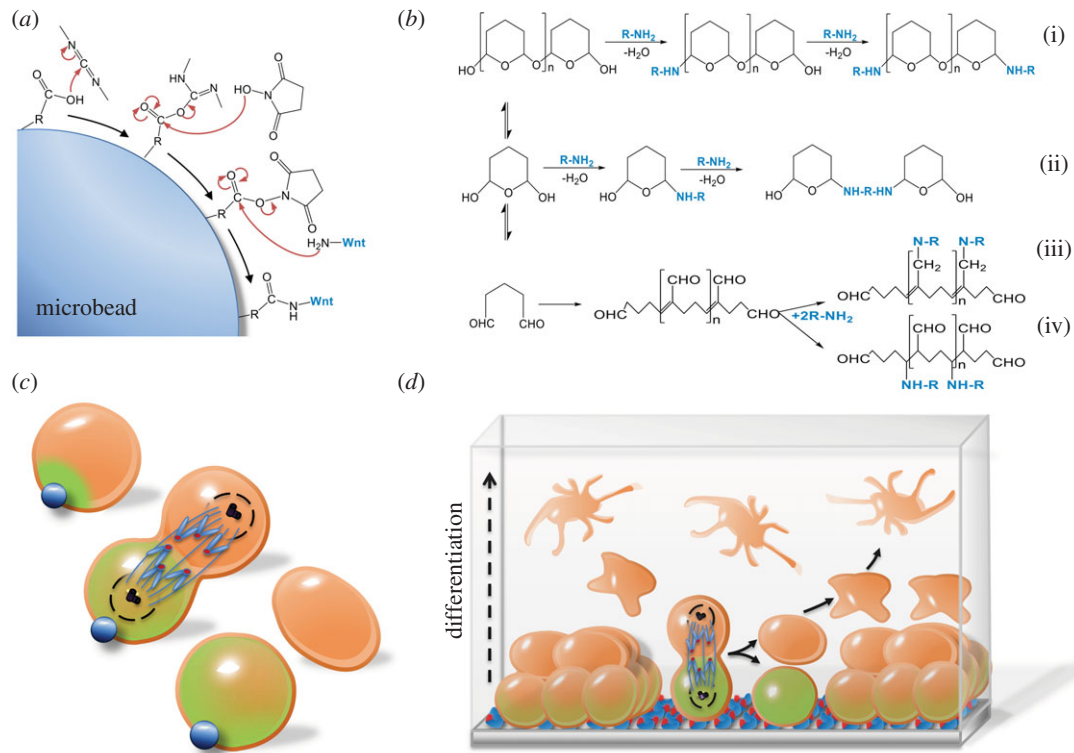 (a)
N
C
N
O
C
OH
R
HN
N
C
O
O
C
R
HO
N
O
O
O
C
O
N
R
O
O
H2N–Wnt
O
C
N
H
Wnt
R
microbead
(b)
HO
O
O
O
OH
n
R-NH2
-H2O
R-HN
O
O
O
OH
n
R-NH2
-H2O
R-HN
O
O
O
NH-R
n
(i)
HO
O
OH
R-NH2
-H2O
HO
O
NH-R
R-NH2
-H2O
HO
O
NH-R-HN
O
OH
(ii)
OHC
CHO
OHC
CHO
CHO
n
CHO
+2R-NH2
N-R
N-R
CH2
CH2
OHC
n
CHO
(iii)
CHO
CHO
OHC
n
CHO
NH-R
NH-R
(iv)
(c)
(d)
differentiation